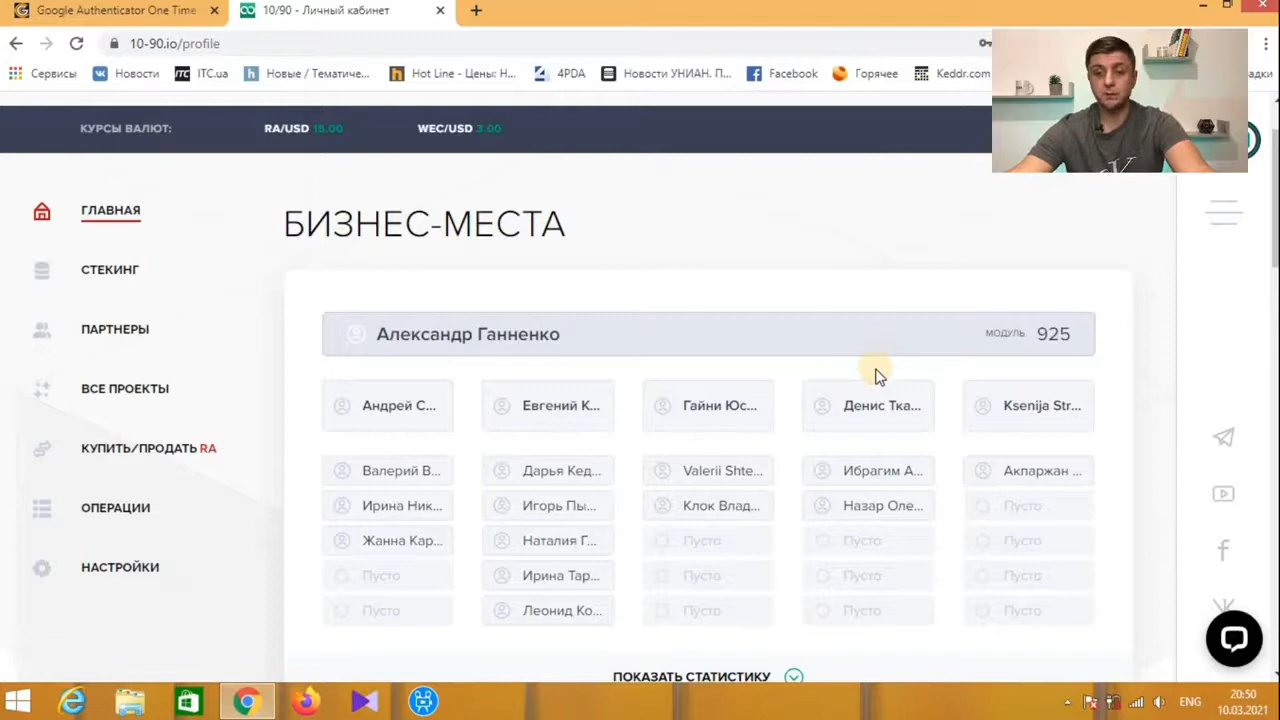 Google Authenticator One Time
10/90 - Личный кабинет
10-90.io/profile
Сервисы
Новости
ITC.ua
Новые / Тематиче...
Hot Line - Цены: Н...
4PDA
Новости УНИАН. П...
Facebook
Горячее
Keddr.com
КУРСЫ ВАЛЮТ:
RA/USD 15.00
WEC/USD 3.00
ГЛАВНАЯ
СТЕКИНГ
ПАРТНЕРЫ
ВСЕ ПРОЕКТЫ
КУПИТЬ/ПРОДАТЬ RA
ОПЕРАЦИИ
НАСТРОЙКИ
БИЗНЕС-МЕСТА
Александр Ганненко
МОДУЛЬ 925
Андрей С... Евгений К... Гайни Юс... Денис Тка... Ksenija Str...
Валерий В... Дарья Кед... Valerii Shte... Ибрагим А... Акпаржан ...
Ирина Ник... Игорь Пы... Клок Влад... Назар Оле... Пусто
Жанна Кар... Наталия Г... Пусто Пусто Пусто
Пусто Ирина Тар... Пусто Пусто Пусто
Пусто Леонид Ко... Пусто Пусто Пусто
ПОКАЗАТЬ СТАТИСТИКУ
ENG
20:50
10.03.2021